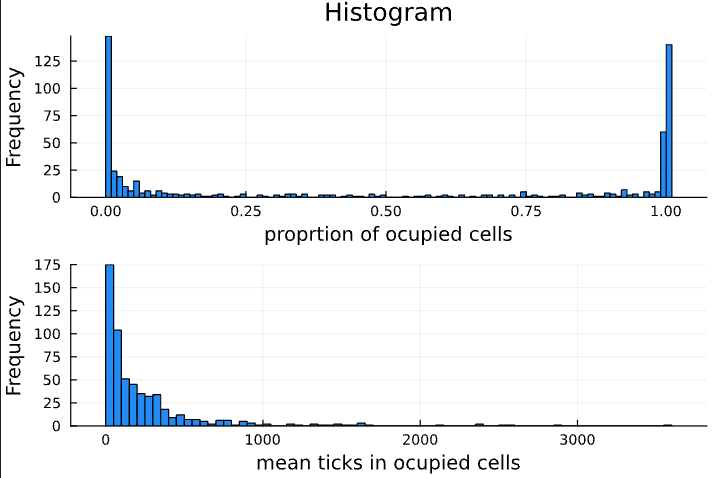 Histogram
Frequency
125
100
75
50
25
0
0.00 0.25 0.50 0.75 1.00
proprtion of ocupied cells
Frequency
175
150
125
100
75
50
25
0
0 1000 2000 3000
mean ticks in ocupied cells